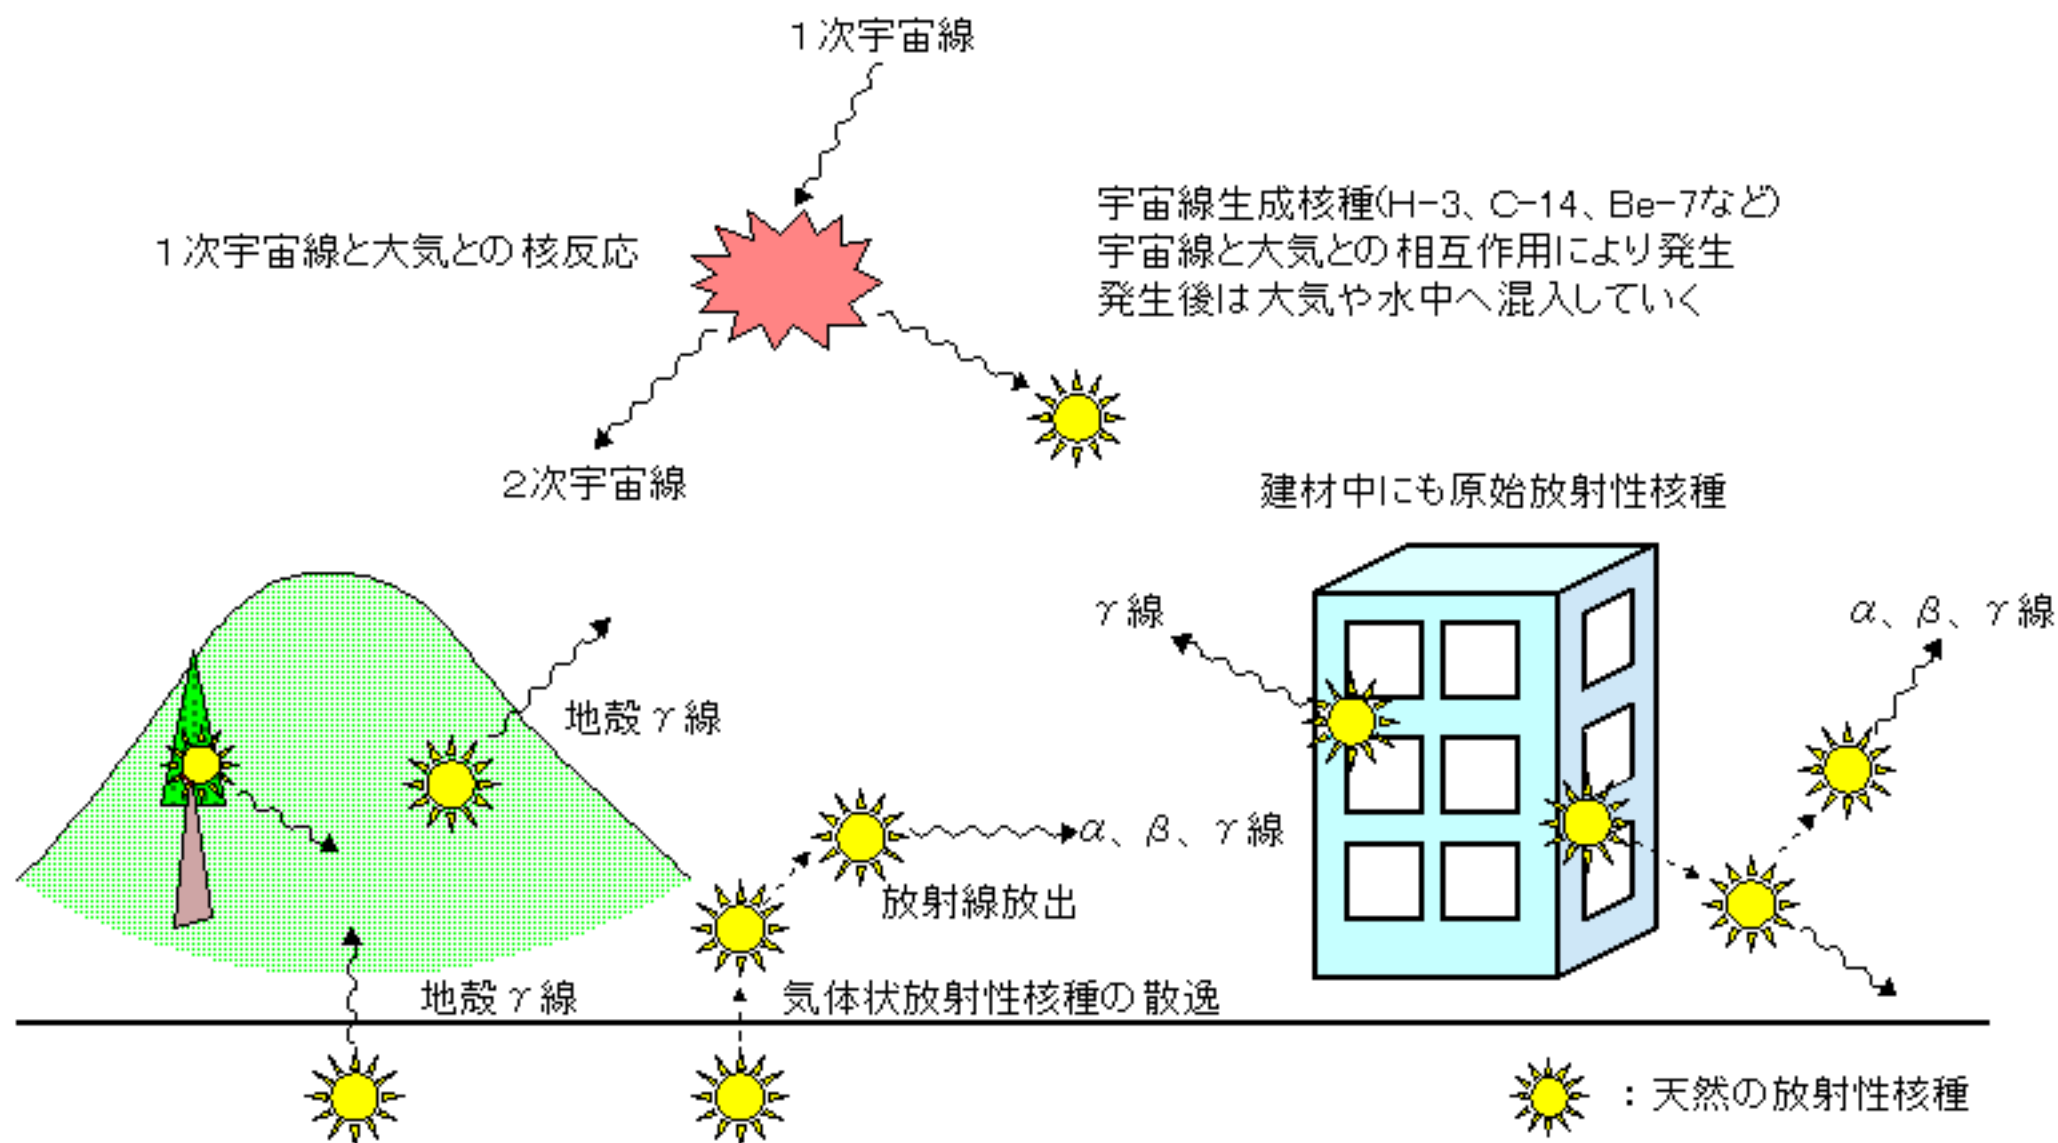 1次宇宙線
1次宇宙線と大気との核反応
宇宙線生成核種(H-3、C-14、Be-7など)
宇宙線と大気との相互作用により発生
発生後は大気や水中へ混入していく
2次宇宙線
建材中にも原始放射性核種
γ線
α、β、γ線
地殻γ線
α、β、γ線
放射線放出
地殻γ線
気体状放射性核種の散逸
：天然の放射性核種